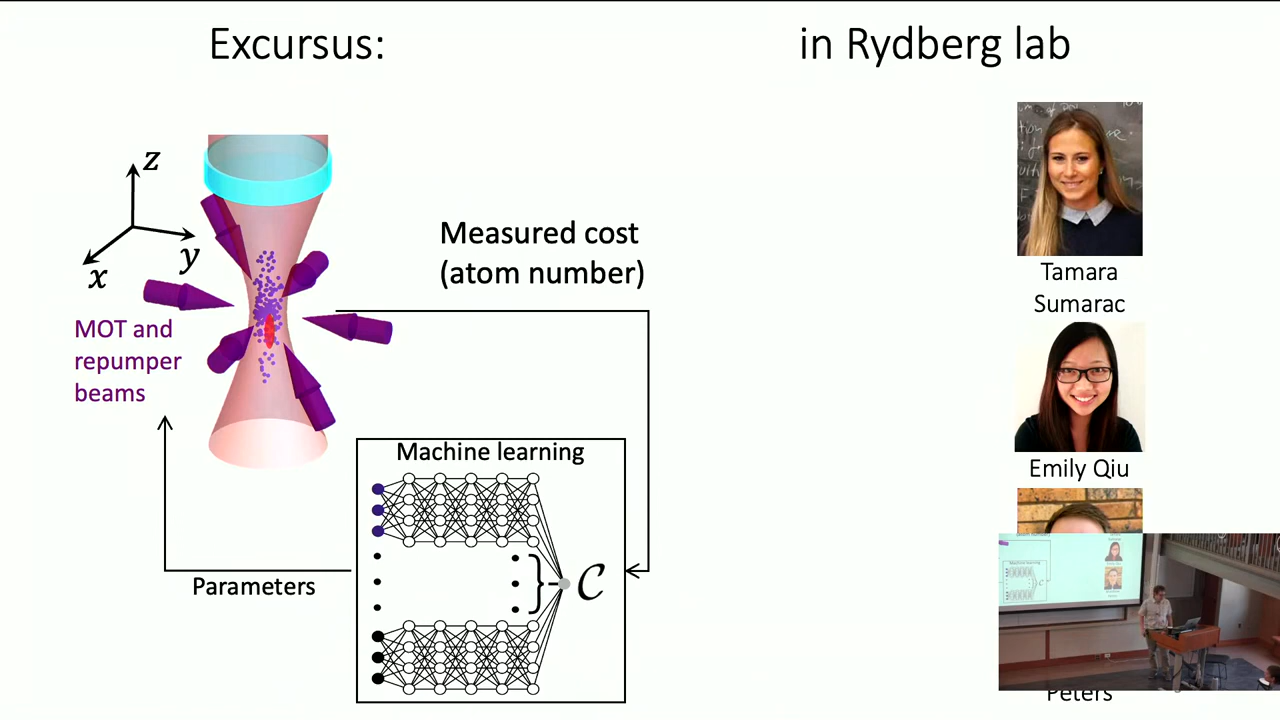 Excursus:
in Rydberg lab
z
y
x
MOT and
repumper
beams
Measured cost
(atom number)
Machine learning
C
Parameters
Tamara
Sumarac
Emily Qiu
Peters